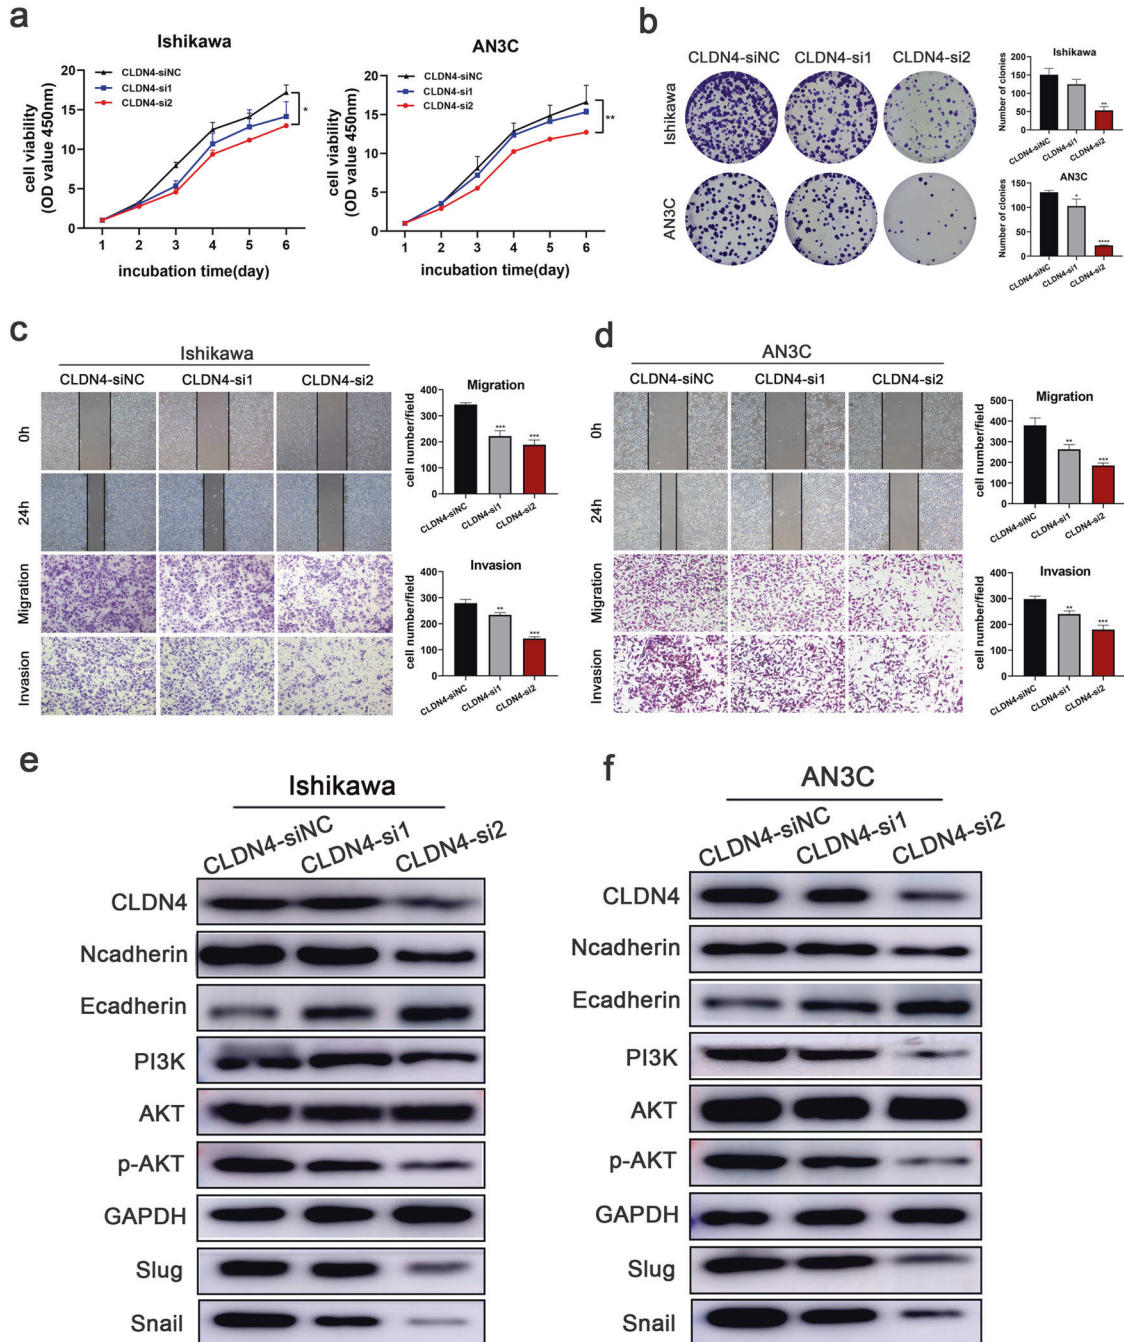 a
Ishikawa
CLDN4-siNC
CLDN4-si1
CLDN4-si2
cell viability
(OD value 450nm)
20
15
10
5
0
*
1 2 3 4 5 6
incubation time(day)
AN3C
CLDN4-siNC
CLDN4-si1
CLDN4-si2
cell viability
(OD value 450nm)
20
15
10
5
0
**
1 2 3 4 5 6
incubation time(day)
b
CLDN4-siNC CLDN4-si1 CLDN4-si2
Ishikawa
AN3C
Ishikawa
Number of clonies
200
150
100
50
0
**
CLDN4-siNC
CLDN4-si1
CLDN4-si2
AN3C
Number of clonies
150
100
50
0
*
****
CLDN4-siNC
CLDN4-si1
CLDN4-si2
c
Ishikawa
CLDN4-siNC CLDN4-si1 CLDN4-si2
0h
24h
Migration
Invasion
Migration
cell number/field
400
300
200
100
0
***
***
CLDN4-siNC
CLDN4-si1
CLDN4-si2
Invasion
cell number/field
400
300
200
100
0
**
***
CLDN4-siNC
CLDN4-si1
CLDN4-si2
d
AN3C
CLDN4-siNC CLDN4-si1 CLDN4-si2
0h
24h
Migration
Invasion
Migration
cell number/field
500
400
300
200
100
0
**
***
CLDN4-siNC
CLDN4-si1
CLDN4-si2
Invasion
cell number/field
400
300
200
100
0
**
***
CLDN4-siNC
CLDN4-si1
CLDN4-si2
e
Ishikawa
CLDN4-siNC
CLDN4-si1
CLDN4-si2
CLDN4
Ncadherin
Ecadherin
PI3K
AKT
p-AKT
GAPDH
Slug
Snail
f
AN3C
CLDN4-siNC
CLDN4-si1
CLDN4-si2
CLDN4
Ncadherin
Ecadherin
PI3K
AKT
p-AKT
GAPDH
Slug
Snail